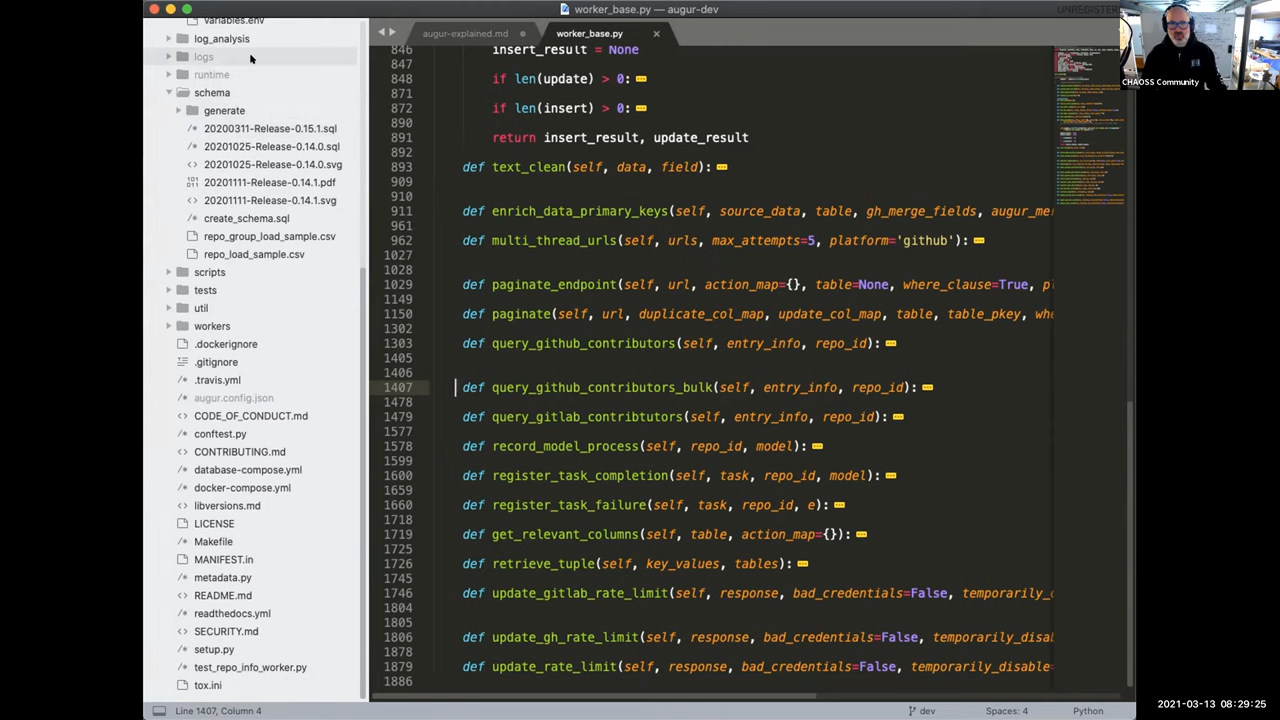 worker_base.py — augur-dev
UNREGISTERED
variables.env
log_analysis
logs
runtime
schema
generate
20200311-Release-0.15.1.sql
20201025-Release-0.14.0.sql
20201025-Release-0.14.0.svg
20201111-Release-0.14.1.pdf
20201111-Release-0.14.1.svg
create_schema.sql
repo_group_load_sample.csv
repo_load_sample.csv
scripts
tests
util
workers
.dockerignore
.gitignore
.travis.yml
augur.config.json
CODE_OF_CONDUCT.md
conftest.py
CONTRIBUTING.md
database-compose.yml
docker-compose.yml
libversions.md
LICENSE
Makefile
MANIFEST.in
metadata.py
README.md
readthedocs.yml
SECURITY.md
setup.py
test_repo_info_worker.py
tox.ini
augur-explained.md
worker_base.py
846 insert_result = None
847
848 if len(update) > 0:
871
872 if len(insert) > 0:
890
891 return insert_result, update_result
893 def text_clean(self, data, field):
910
911 def enrich_data_primary_keys(self, source_data, table, gh_merge_fields, augur_me
961
962 def multi_thread_urls(self, urls, max_attempts=5, platform='github'):
1027
1028
1029 def paginate_endpoint(self, url, action_map={}, table=None, where_clause=True, pl
1149
1150 def paginate(self, url, duplicate_col_map, update_col_map, table, table_pkey, whe
1302
1303 def query_github_contributors(self, entry_info, repo_id):
1405
1406
1407 def query_github_contributors_bulk(self, entry_info, repo_id):
1478
1479 def query_gitlab_contribtutors(self, entry_info, repo_id):
1577
1578 def record_model_process(self, repo_id, model):
1599
1600 def register_task_completion(self, task, repo_id, model):
1659
1660 def register_task_failure(self, task, repo_id, e):
1718
1719 def get_relevant_columns(self, table, action_map={}):
1725
1726 def retrieve_tuple(self, key_values, tables):
1745
1746 def update_gitlab_rate_limit(self, response, bad_credentials=False, temporarily_d
1804
1805
1806 def update_gh_rate_limit(self, response, bad_credentials=False, temporarily_disab
1878
1879 def update_rate_limit(self, response, bad_credentials=False, temporarily_disable=
1886
CHAOSS Community
Line 1407, Column 4
dev
Spaces: 4
Python
2021-03-13 08:29:25